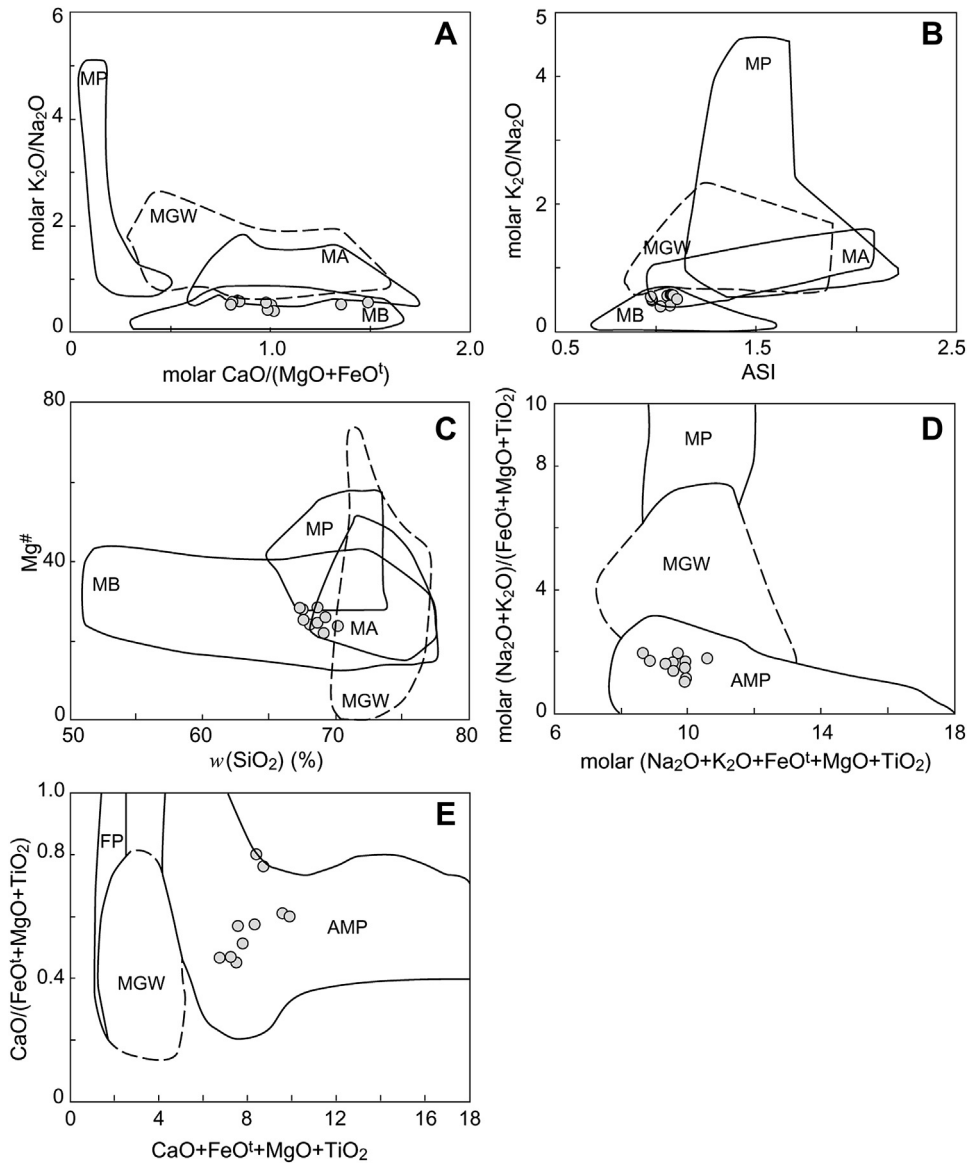 6
4
2
0
0
1.0
2.0
molar K₂O/Na₂O
molar CaO/(MgO+FeOᵗ)
A
MP
MGW
MA
MB
5
4
2
0
0.5
1.0
2.0
2.5
molar K₂O/Na₂O
ASI
B
MP
MGW
MA
MB
80
40
0
50
60
70
80
Mg#
w(SiO₂) (%)
C
MP
MB
MA
MGW
10
8
4
2
0
6
8
10
14
18
molar (Na₂O+K₂O)/(FeOᵗ+MgO+TiO₂)
molar (Na₂O+K₂O+FeOᵗ+MgO+TiO₂)
D
MP
MGW
AMP
1.0
0.8
0.4
0
0
4
8
12
18
CaO/(FeOᵗ+MgO+TiO₂)
CaO+FeOᵗ+MgO+TiO₂
E
FP
MGW
AMP